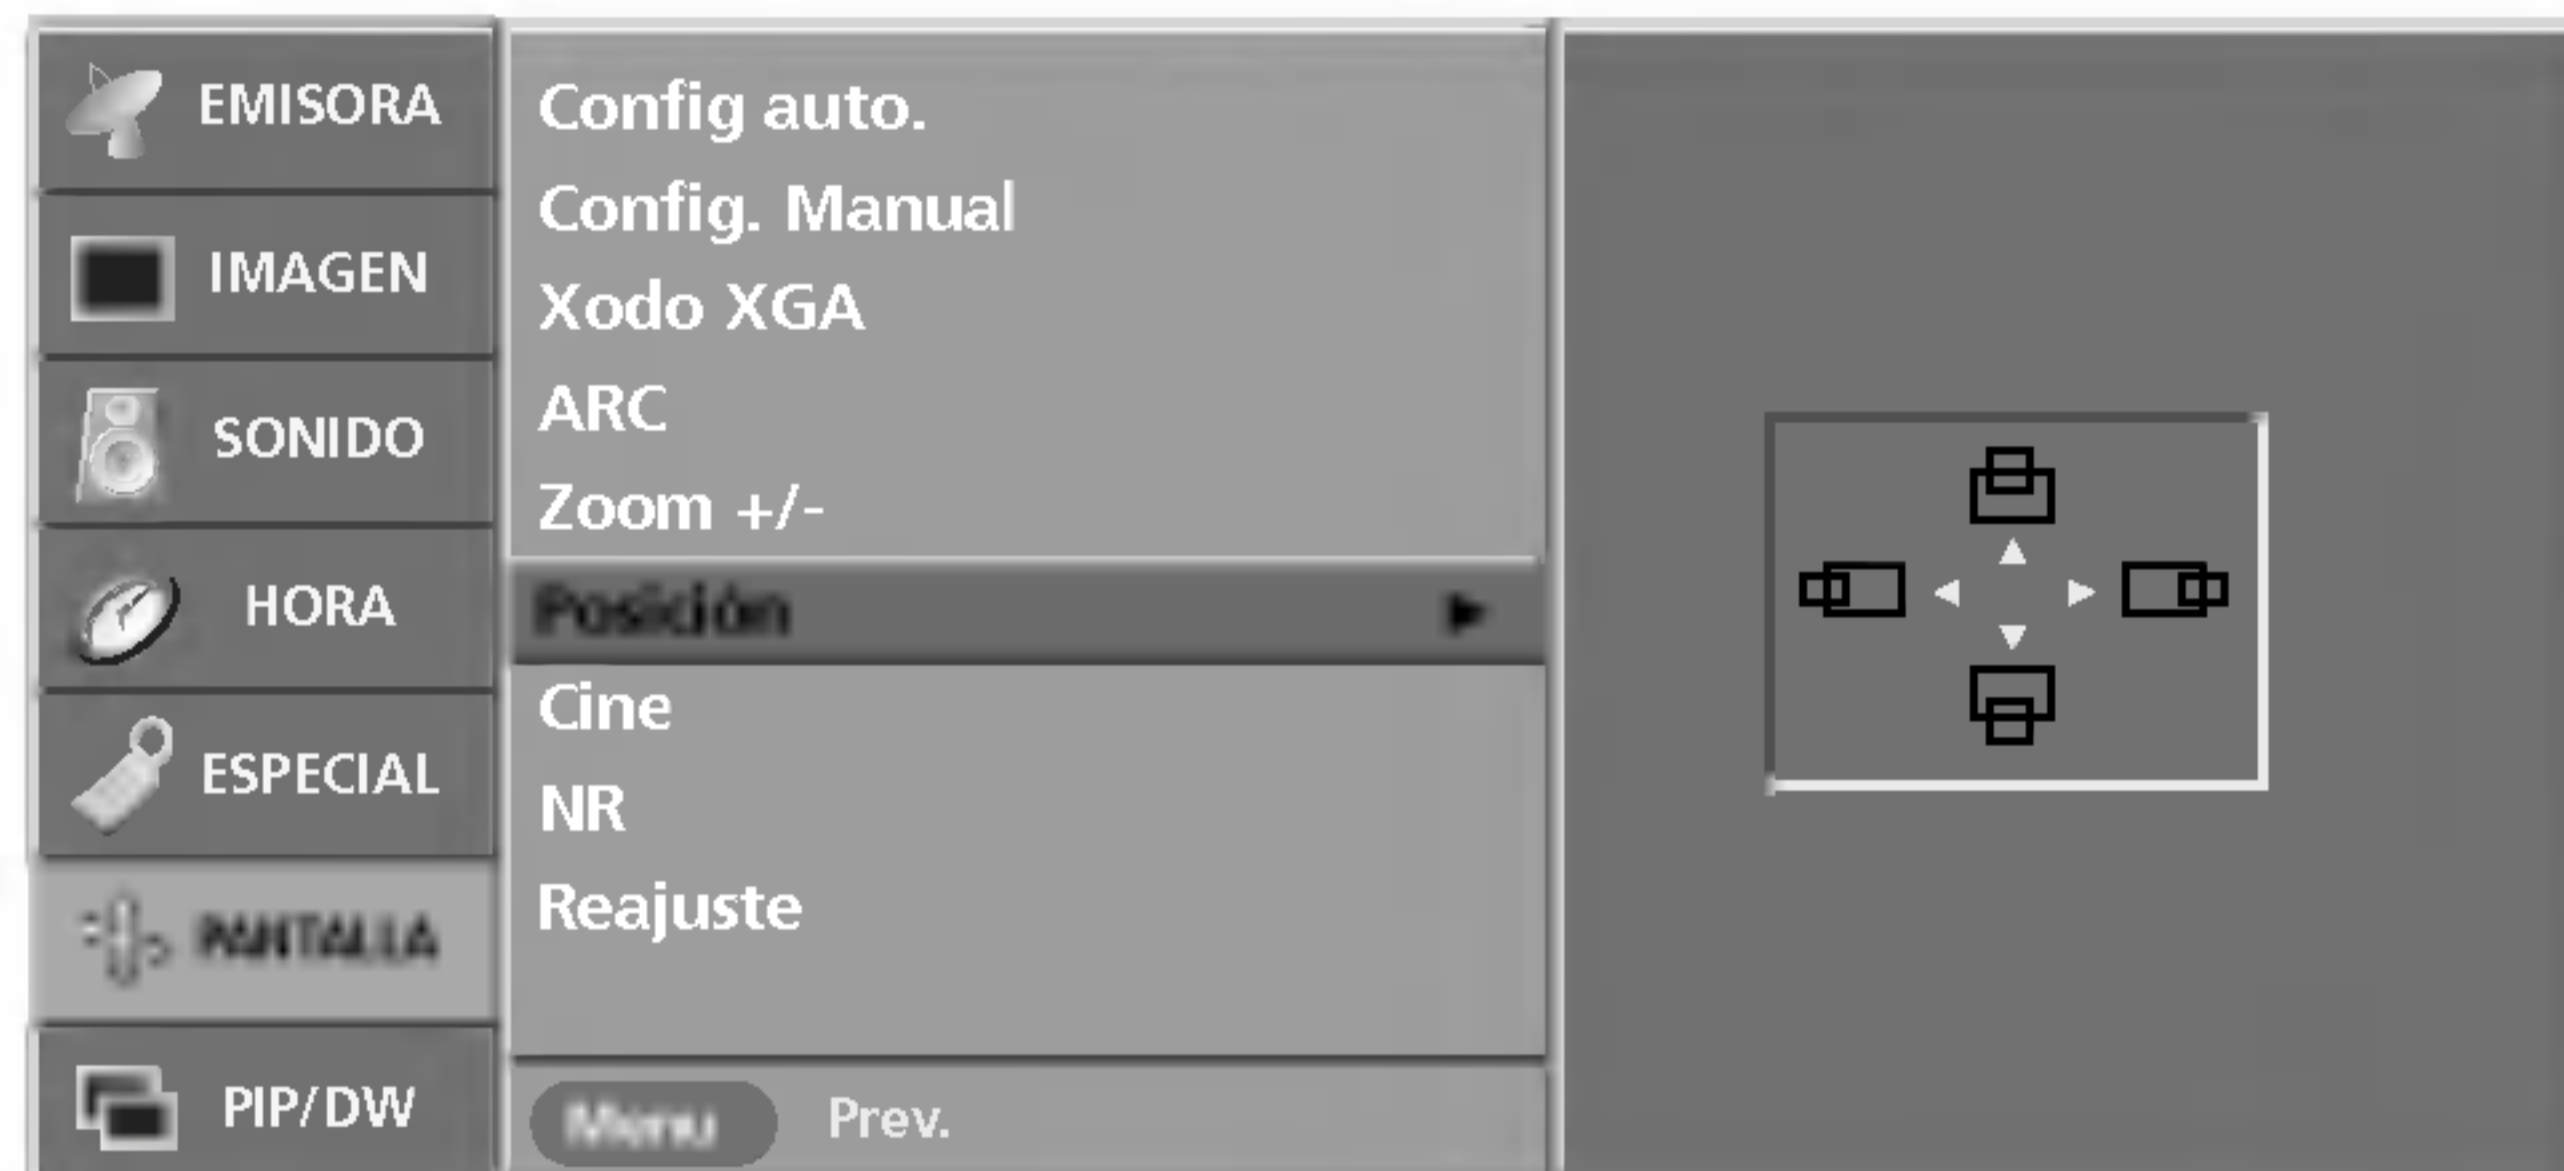 EMISORA
IMAGEN
SONIDO
HORA
ESPECIAL
PANTALLA
PIP/DW
Config auto.
Config. Manual
Xodo XGA
ARC
Zoom +/-
Posición
Cine
NR
Reajuste
Menu Prev.